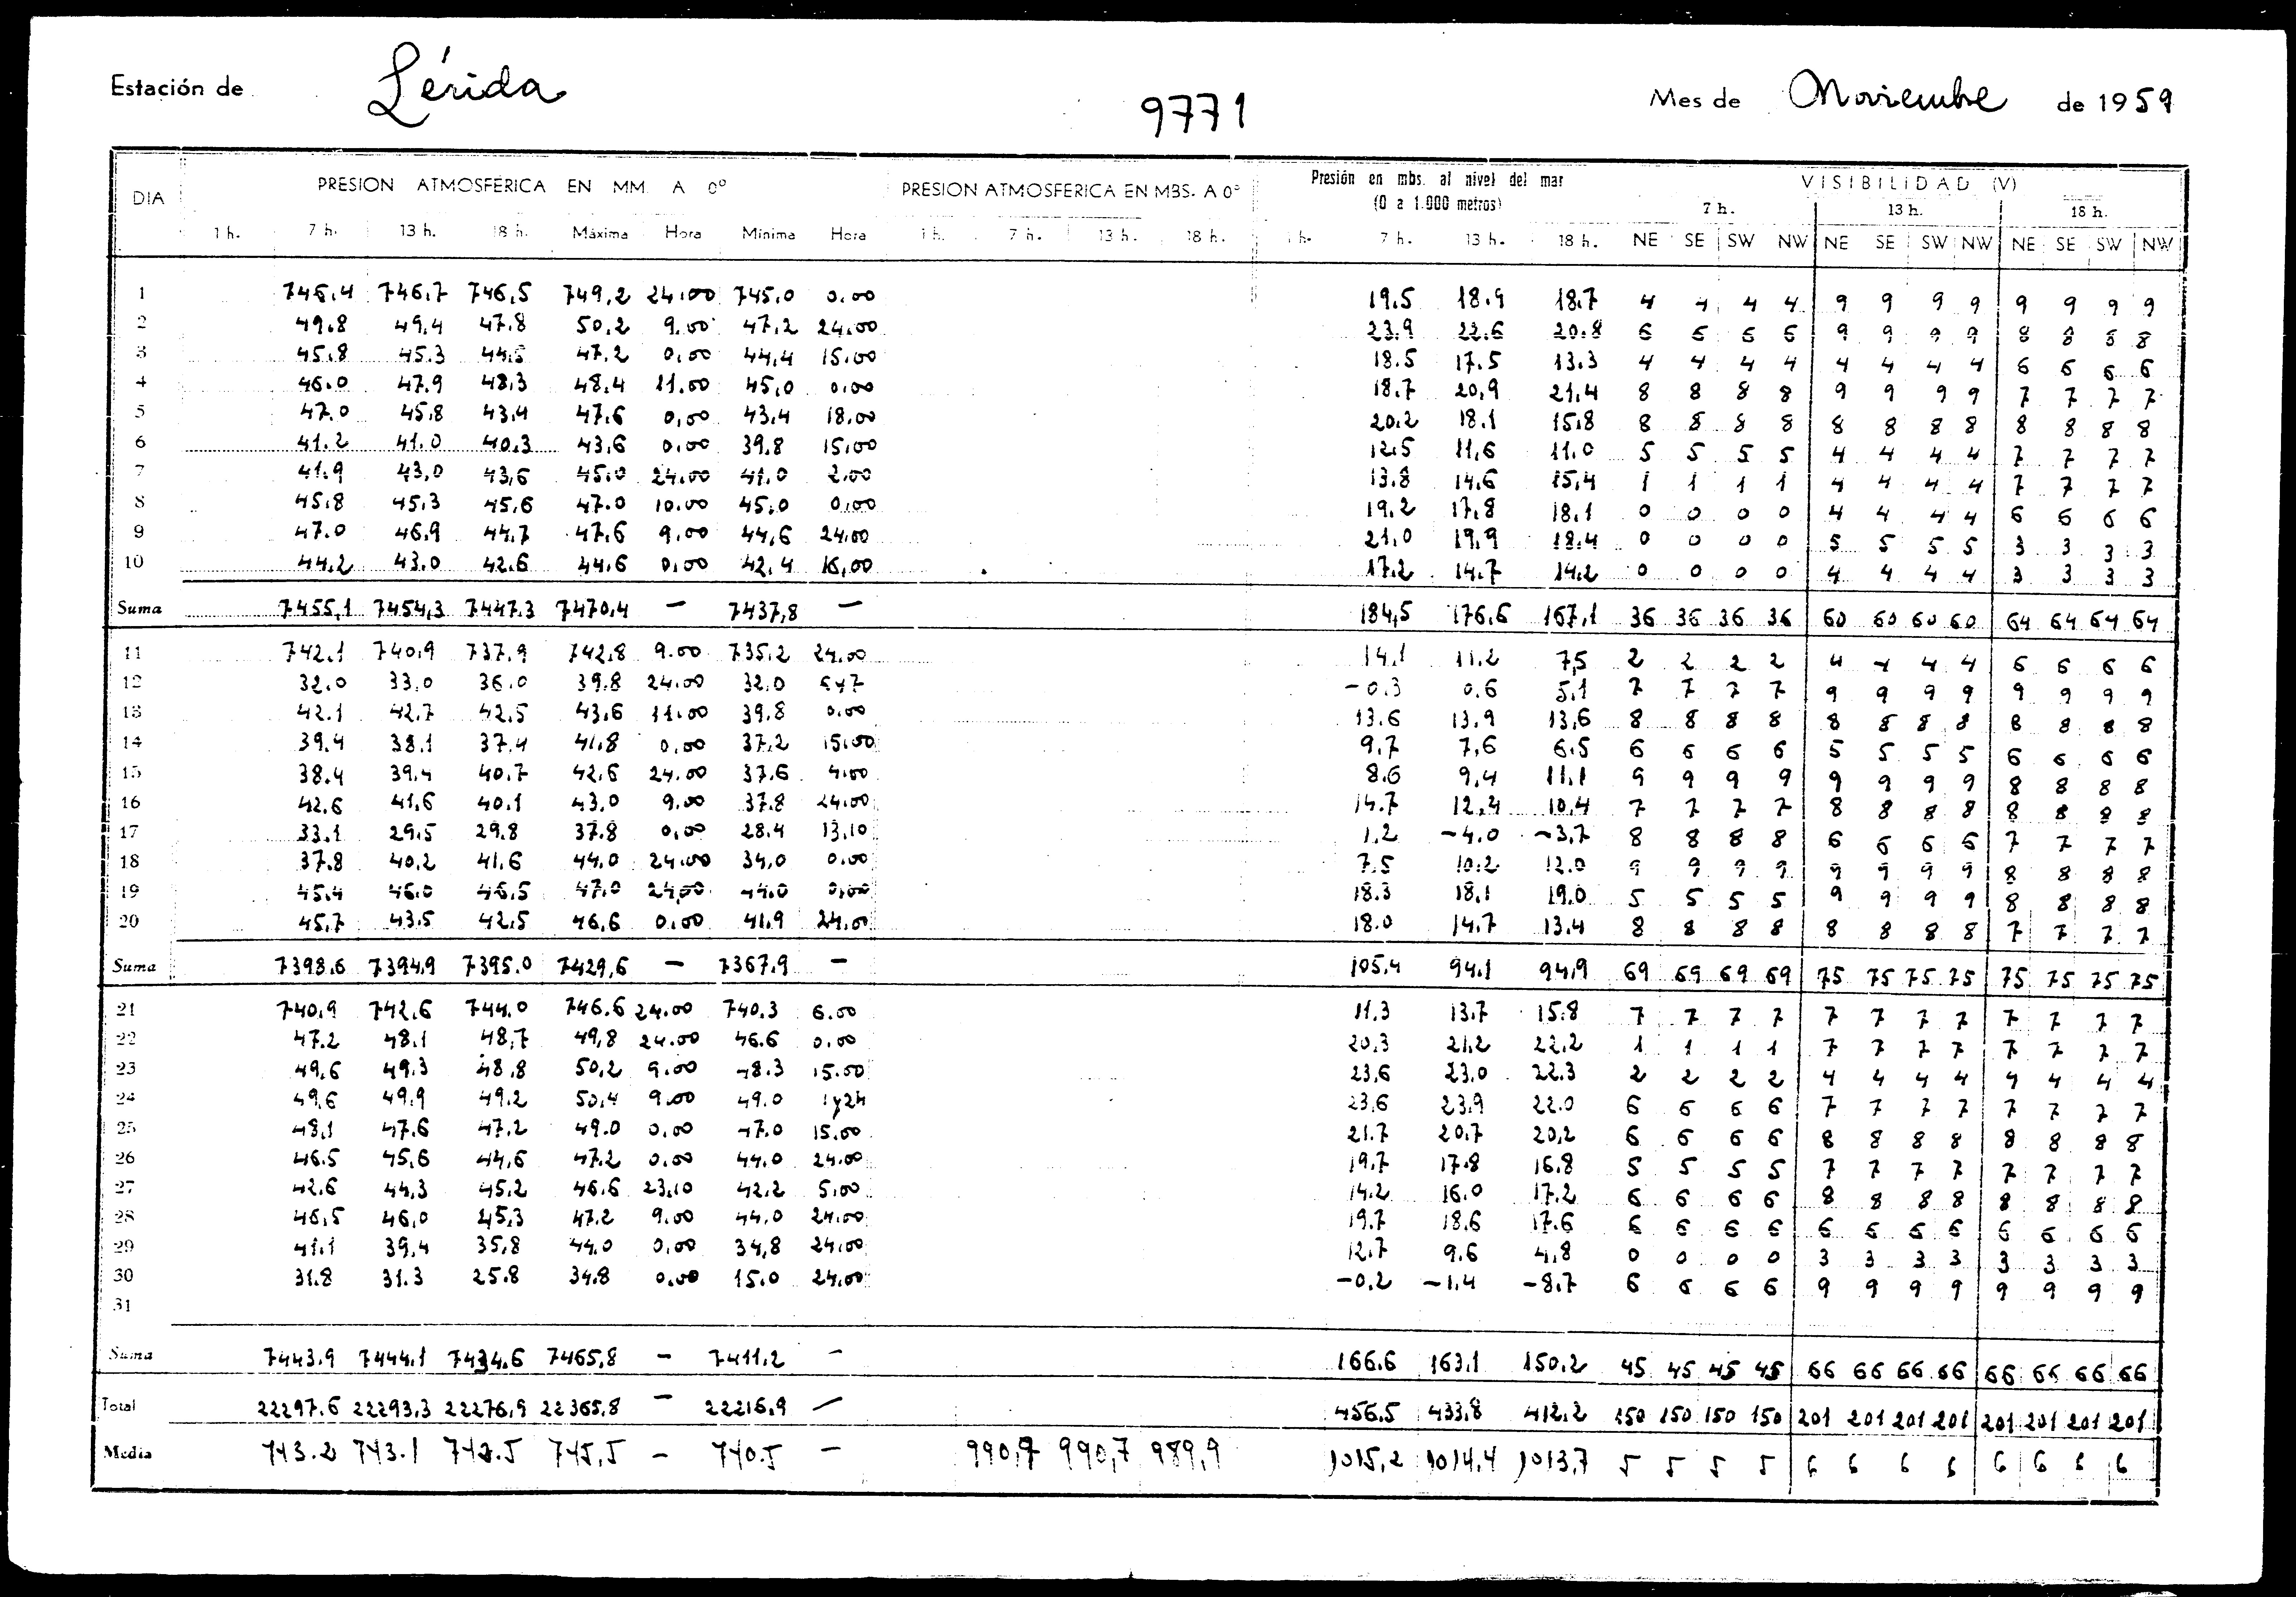 Estación de Lérida 9771 Mes de Noviembre de 1959
DIA PRESION ATMOSFERICA EN MM. A 0º PRESION ATMOSFERICA EN MBS. A 0º Presión en mbs. al nivel del mar VISIBILIDAD (V)
(0 a 1.000 metros) 7 h. 13 h. 18 h.
1 h. 7 h. 13 h. 18 h. Máxima Hora Mínima Hora 1 h. 7 h. 13 h. 18 h. 1 h. 7 h. 13 h. 18 h. NE SE SW NW NE SE SW NW NE SE SW NW
1 746,4 746,7 746,5 749,2 24.00 745.0 0.00 19.5 18.9 18.7 4 4 4 4 9 9 9 9 9 9 9 9
2 49.8 49.4 47.8 50.2 9.00 47.2 24.00 23.9 22.6 20.8 6 6 6 6 9 9 9 9 8 8 8 8
3 45.8 45.3 44.5 47.2 0.00 44.4 15.00 18.5 17.5 13.3 4 4 4 4 4 4 4 4 6 6 6 6
4 46.0 47.9 48.3 48.4 11.00 45.0 0.00 18.7 20,9 21,4 8 8 8 8 9 9 9 9 7 7 7 7
5 47.0 45.8 43.4 47.6 0.00 43.4 18.00 20.2 18.1 15.8 8 8 8 8 8 8 8 8 8 8 8 8
6 41.2 41.0 40.3 43.6 0.00 39.8 15.00 12.5 11,6 11.0 5 5 5 5 4 4 4 4 7 7 7 7
7 41.9 43,0 43,6 45.0 24.00 41.0 2.00 13.8 14.6 15,4 1 1 1 1 4 4 4 4 7 7 7 7
8 45.8 45.3 45.6 47.0 10.00 45.0 0.00 19.2 17.8 18.1 0 0 0 0 4 4 4 4 6 6 6 6
9 47.0 46.9 44.7 47.6 9.00 44,6 24.00 21.0 19.9 18.4 0 0 0 0 5 5 5 5 3 3 3 3
10 44.2 43.0 42.6 44.6 0.00 42.4 16.00 17.2 14.7 14.2 0 0 0 0 4 4 4 4 3 3 3 3
Suma 7455,1 7454,3 7447.3 7470,4 — 7437,8 — 184,5 176.6 167,1 36 36 36 36 60 60 60 60 64 64 64 64
11 742.1 740,9 737.9 742.8 9.00 735.2 24.00 14.1 11.2 7,5 2 2 2 2 4 4 4 4 6 6 6 6
12 32.0 33.0 36.0 39.8 24.00 32.0 6y7 -0.3 0.6 5.1 7 7 7 7 9 9 9 9 9 9 9 9
13 42.1 42.7 42.5 43.6 11.00 39.8 0.00 13.6 13.9 13.6 8 8 8 8 8 8 8 8 8 8 8 8
14 39.4 38.1 37.4 41.8 0.00 37.2 15.00 9.7 7,6 6.5 6 6 6 6 5 5 5 5 6 6 6 6
15 38.4 39.4 40.7 42.6 24.00 37.6 4.00 8.6 9.4 11.1 9 9 9 9 9 9 9 9 8 8 8 8
16 42.6 41,6 40.1 43.0 9.00 37.8 24.00 14.7 12.4 10,4 7 7 7 7 8 8 8 8 8 8 8 8
17 33.1 29.5 29.8 37.8 0.00 28.4 13.10 1,2 -4.0 -3.7 8 8 8 8 6 6 6 6 7 7 7 7
18 37.8 40,2 41.6 44.0 24.00 34.0 0.00 7.5 10.2 12.0 9 9 9 9 9 9 9 9 8 8 8 8
19 45.4 46.0 46.5 47.0 24.00 44.0 0.00 18.3 18.1 19.0 5 5 5 5 9 9 9 9 8 8 8 8
20 45.7 43.5 42.5 46,6 0.00 41.9 24.00 18.0 14.7 13.4 8 8 8 8 8 8 8 8 7 7 7 7
Suma 7398.6 7394.9 7395.0 7429,6 — 7367.9 — 105.4 94.1 94.9 69 69 69 69 75 75 75 75 75 75 75 75
21 740.9 742.6 744.0 746.6 24.00 740.3 6.00 11.3 13.7 15.8 7 7 7 7 7 7 7 7 7 7 7 7
22 47.2 48.1 48,7 49,8 24.00 46.6 0.00 20.3 21.2 22,2 1 1 1 1 7 7 7 7 7 7 7 7
23 49.6 49.3 48.8 50,2 9.00 48.3 15.00 23,6 23.0 22.3 2 2 2 2 4 4 4 4 4 4 4 4
24 49,6 49.9 49.2 50,4 9.00 49.0 1y24 23,6 23,9 22.0 6 6 6 6 7 7 7 7 7 7 7 7
25 48.1 47.6 47.2 49.0 0.00 47.0 15.00 21.7 20.7 20,2 6 6 6 6 8 8 8 8 8 8 8 8
26 46.5 45.6 44,6 47.2 0.00 44.0 24.00 19.7 17.8 16.8 5 5 5 5 7 7 7 7 7 7 7 7
27 42.6 44.3 45.2 46.6 23.10 42.2 5.00 14.2 16.0 17.2 6 6 6 6 8 8 8 8 8 8 8 8
28 46,5 46,0 45,3 47.2 9.00 44,0 24.00 19.7 18.6 17.6 6 6 6 6 6 6 6 6 6 6 6 6
29 41.1 39.4 35,8 44.0 0.00 34,8 24.00 12.7 9.6 4,8 0 0 0 0 3 3 3 3 3 3 3 3
30 31.8 31.3 25.8 34.8 0.00 15.0 24.00 -0.2 -1.4 -8.7 6 6 6 6 9 9 9 9 9 9 9 9
31
Suma 7443.9 7444.1 7434.6 7465,8 — 7411.2 — 166.6 163.1 150.2 45 45 45 45 66 66 66 66 66 66 66 66
Total 22297.6 22293,3 22276,9 22365,8 — 22216.9 — 456.5 433.8 412.2 150 150 150 150 201 201 201 201 201 201 201 201
Media 743.2 743.1 742.5 745,5 — 740.5 — 990,7 990,7 989,9 1015,2 1014,4 1013,7 5 5 5 5 6 6 6 6 6 6 6 6